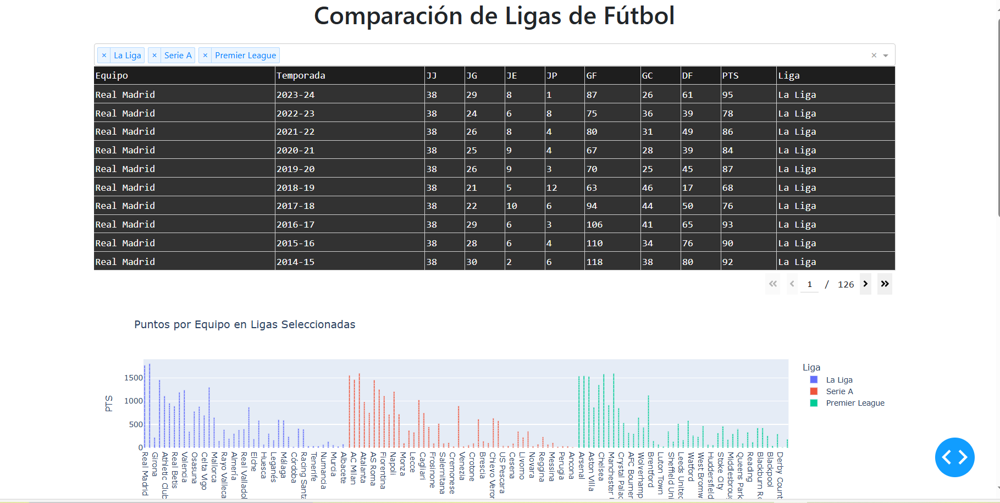 Comparación de Ligas de Fútbol
× La Liga × Serie A × Premier League ×
Equipo Temporada JJ JG JE JP GF GC DF PTS Liga
Real Madrid 2023-24 38 29 8 1 87 26 61 95 La Liga
Real Madrid 2022-23 38 24 6 8 75 36 39 78 La Liga
Real Madrid 2021-22 38 26 8 4 80 31 49 86 La Liga
Real Madrid 2020-21 38 25 9 4 67 28 39 84 La Liga
Real Madrid 2019-20 38 26 9 3 70 25 45 87 La Liga
Real Madrid 2018-19 38 21 5 12 63 46 17 68 La Liga
Real Madrid 2017-18 38 22 10 6 94 44 50 76 La Liga
Real Madrid 2016-17 38 29 6 3 106 41 65 93 La Liga
Real Madrid 2015-16 38 28 6 4 110 34 76 90 La Liga
Real Madrid 2014-15 38 30 2 6 118 38 80 92 La Liga
1 / 126
Puntos por Equipo en Ligas Seleccionadas
PTS
1500
1000
500
0
Liga
La Liga
Serie A
Premier League
Real Madrid
Girona
Athletic Club
Real Betis
Valencia
Osasuna
Celta Vigo
Mallorca
Rayo Valleca
Almería
Real Valladol
Elche
Huesca
Leganés
Málaga
Córdoba
Racing Santa
Tenerife
Numancia
Murcia
Albacete
AC Milan
Atalanta
AS Roma
Fiorentina
Napoli
Monza
Lecce
Cagliari
Frosinone
Salernitana
Cremonese
Venezia
Crotone
Brescia
Chievo Veron
US Pescara
Cesena
Livorno
Novara
Reggina
Messina
Perugia
Ancona
Arsenal
Aston Villa
Chelsea
Manchester
Crystal Palac
AFC Bourner
Wolverhamp
Brentford
Luton Town
Sheffield Uni
Leeds United
Watford
West Bromw
Huddersfield
Stoke City
Middlesbroug
Queens Park
Reading
Blackburn Ro
Blackpool
Derby Count